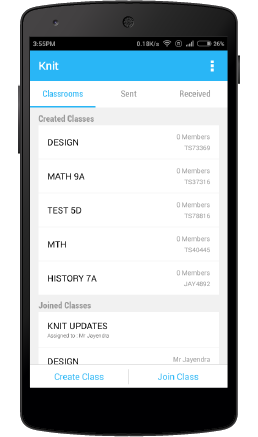 3:55PM 0.18K/s 26%
Knit
Classrooms Sent Received
Created Classes
DESIGN 0 Members
TS73369
MATH 9A 0 Members
TS37316
TEST 5D 0 Members
TS78816
MTH 0 Members
TS40445
HISTORY 7A 0 Members
JAY4892
Joined Classes
KNIT UPDATES
Assigned to : Mr Jayendra
DESIGN Mr Jayendra
Create Class Join Class